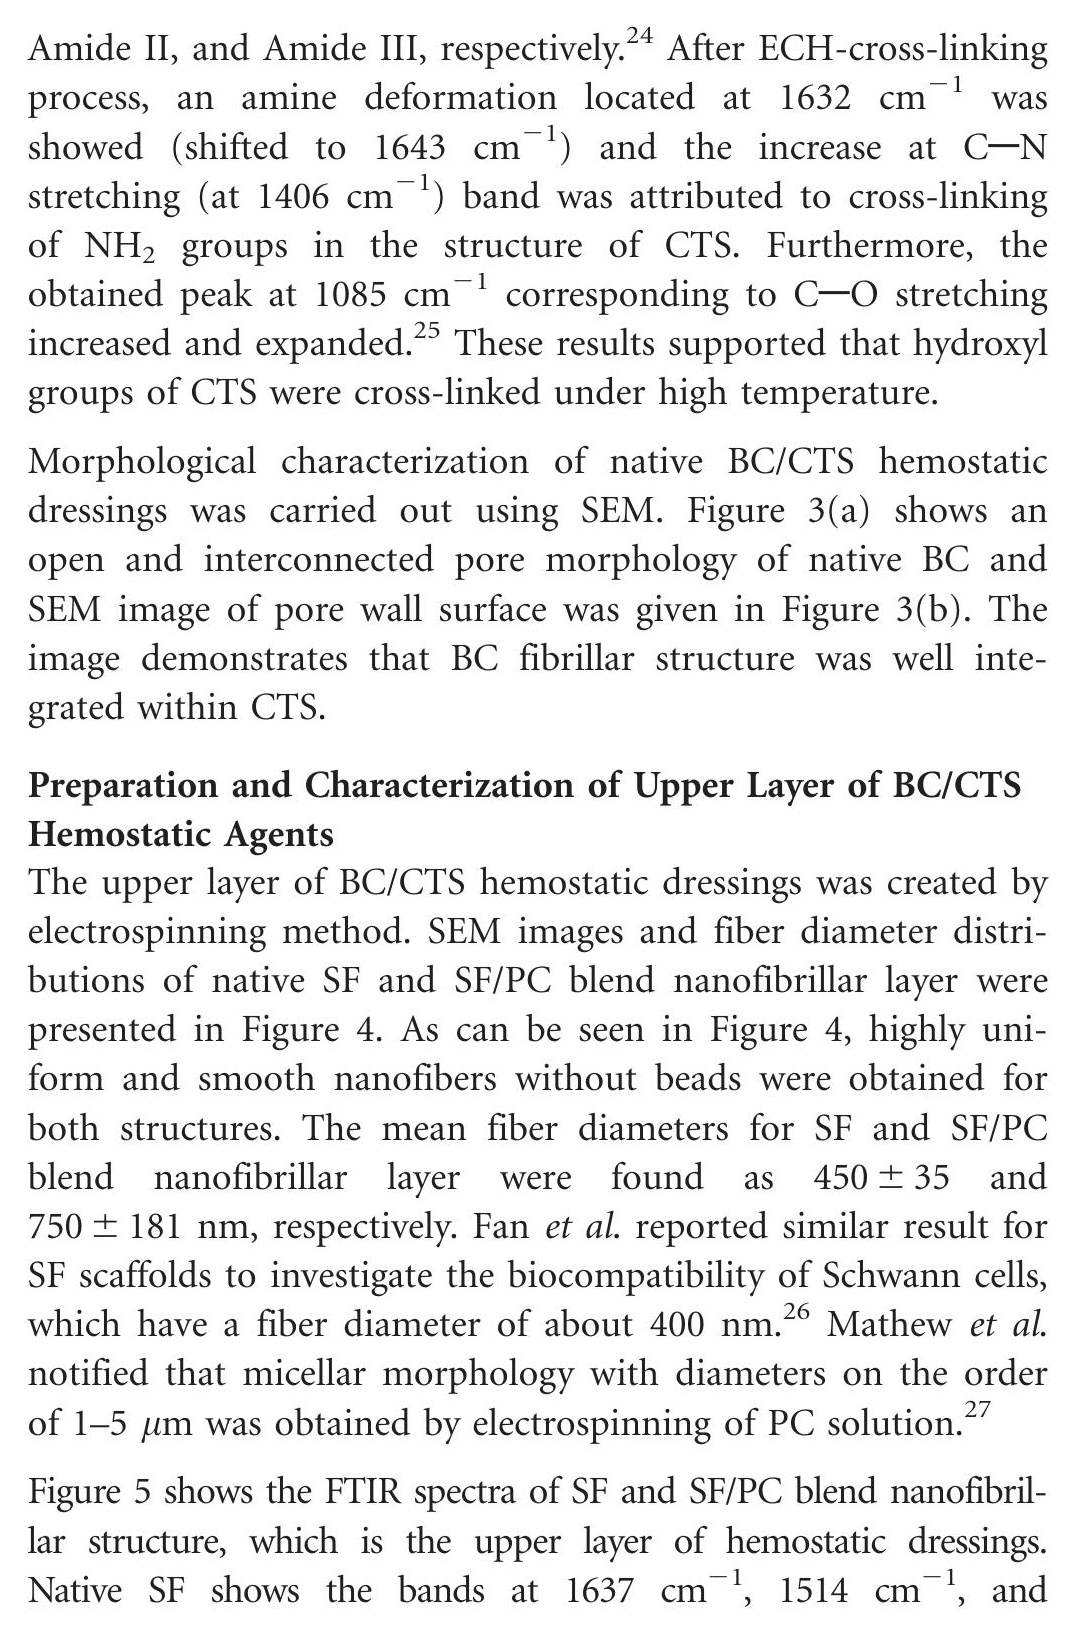 Amide II, and Amide III, respectively.²⁴ After ECH-cross-linking
process, an amine deformation located at 1632 cm⁻¹ was
showed (shifted to 1643 cm⁻¹) and the increase at C—N
stretching (at 1406 cm⁻¹) band was attributed to cross-linking
of NH₂ groups in the structure of CTS. Furthermore, the
obtained peak at 1085 cm⁻¹ corresponding to C—O stretching
increased and expanded.²⁵ These results supported that hydroxyl
groups of CTS were cross-linked under high temperature.
Morphological characterization of native BC/CTS hemostatic
dressings was carried out using SEM. Figure 3(a) shows an
open and interconnected pore morphology of native BC and
SEM image of pore wall surface was given in Figure 3(b). The
image demonstrates that BC fibrillar structure was well inte-
grated within CTS.
Preparation and Characterization of Upper Layer of BC/CTS
Hemostatic Agents
The upper layer of BC/CTS hemostatic dressings was created by
electrospinning method. SEM images and fiber diameter distri-
butions of native SF and SF/PC blend nanofibrillar layer were
presented in Figure 4. As can be seen in Figure 4, highly uni-
form and smooth nanofibers without beads were obtained for
both structures. The mean fiber diameters for SF and SF/PC
blend nanofibrillar layer were found as 450 ± 35 and
750 ± 181 nm, respectively. Fan et al. reported similar result for
SF scaffolds to investigate the biocompatibility of Schwann cells,
which have a fiber diameter of about 400 nm.²⁶ Mathew et al.
notified that micellar morphology with diameters on the order
of 1–5 μm was obtained by electrospinning of PC solution.²⁷
Figure 5 shows the FTIR spectra of SF and SF/PC blend nanofibril-
lar structure, which is the upper layer of hemostatic dressings.
Native SF shows the bands at 1637 cm⁻¹, 1514 cm⁻¹, and